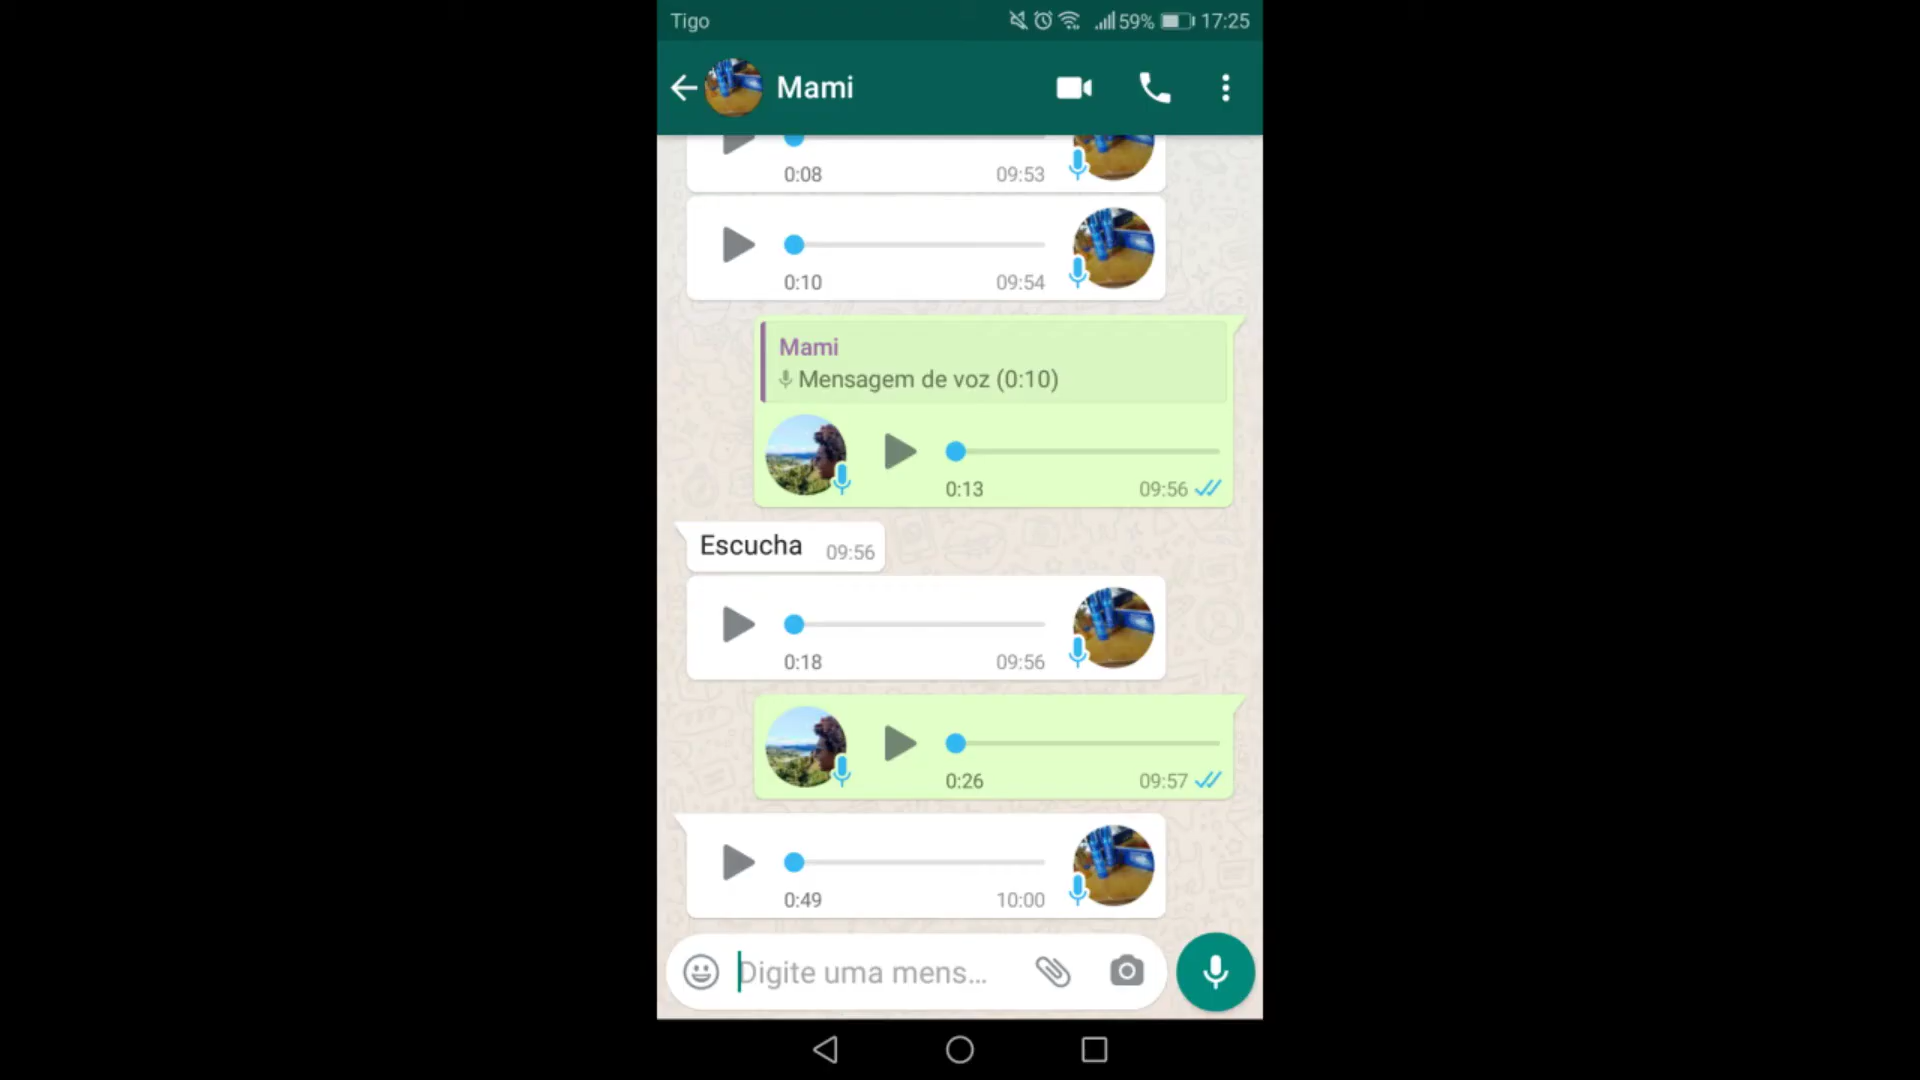 Tigo 59% 17:25
Mami
0:08 09:53
0:10 09:54
Mami
Mensagem de voz (0:10)
0:13 09:56
Escucha 09:56
0:18 09:56
0:26 09:57
0:49 10:00
Digite uma mens...